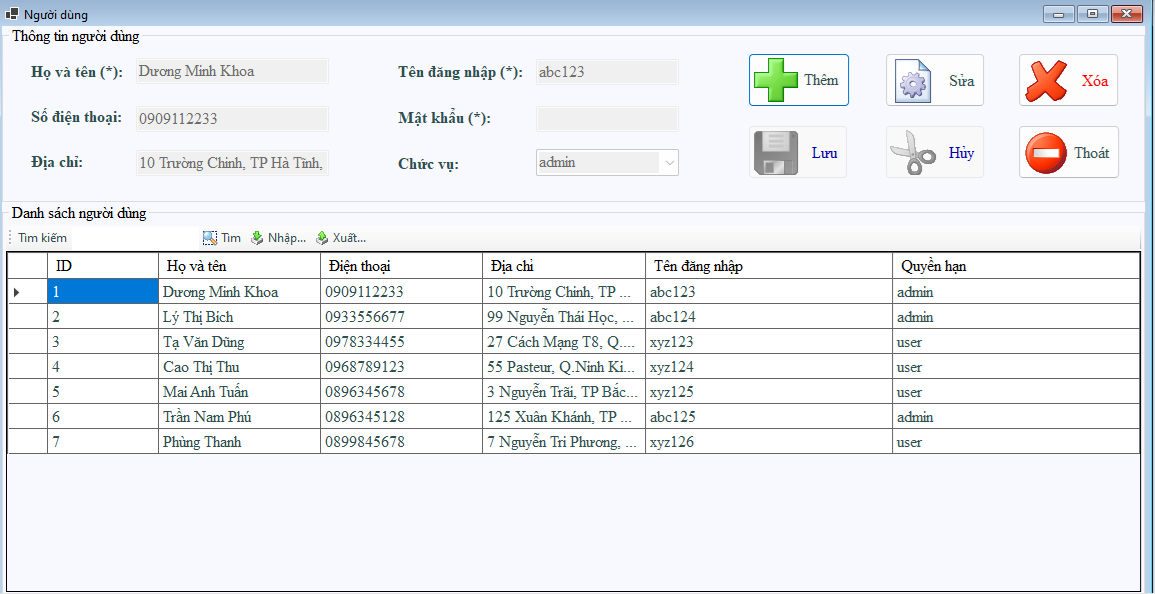 Người dùng
Thông tin người dùng
Họ và tên (*): Dương Minh Khoa Tên đăng nhập (*): abc123 Thêm Sửa Xóa
Số điện thoại: 0909112233 Mật khẩu (*):
Địa chỉ: 10 Trường Chinh, TP Hà Tĩnh, Chức vụ: admin Lưu Hủy Thoát
Danh sách người dùng
Tìm kiếm Tìm Nhập... Xuất...
ID Họ và tên Điện thoại Địa chỉ Tên đăng nhập Quyền hạn
1 Dương Minh Khoa 0909112233 10 Trường Chinh, TP ... abc123 admin
2 Lý Thị Bích 0933556677 99 Nguyễn Thái Học, ... abc124 admin
3 Tạ Văn Dũng 0978334455 27 Cách Mạng T8, Q.... xyz123 user
4 Cao Thị Thu 0968789123 55 Pasteur, Q.Ninh Ki... xyz124 user
5 Mai Anh Tuấn 0896345678 3 Nguyễn Trãi, TP Bắc... xyz125 user
6 Trần Nam Phú 0896345128 125 Xuân Khánh, TP ... abc125 admin
7 Phùng Thanh 0899845678 7 Nguyễn Tri Phương, ... xyz126 user